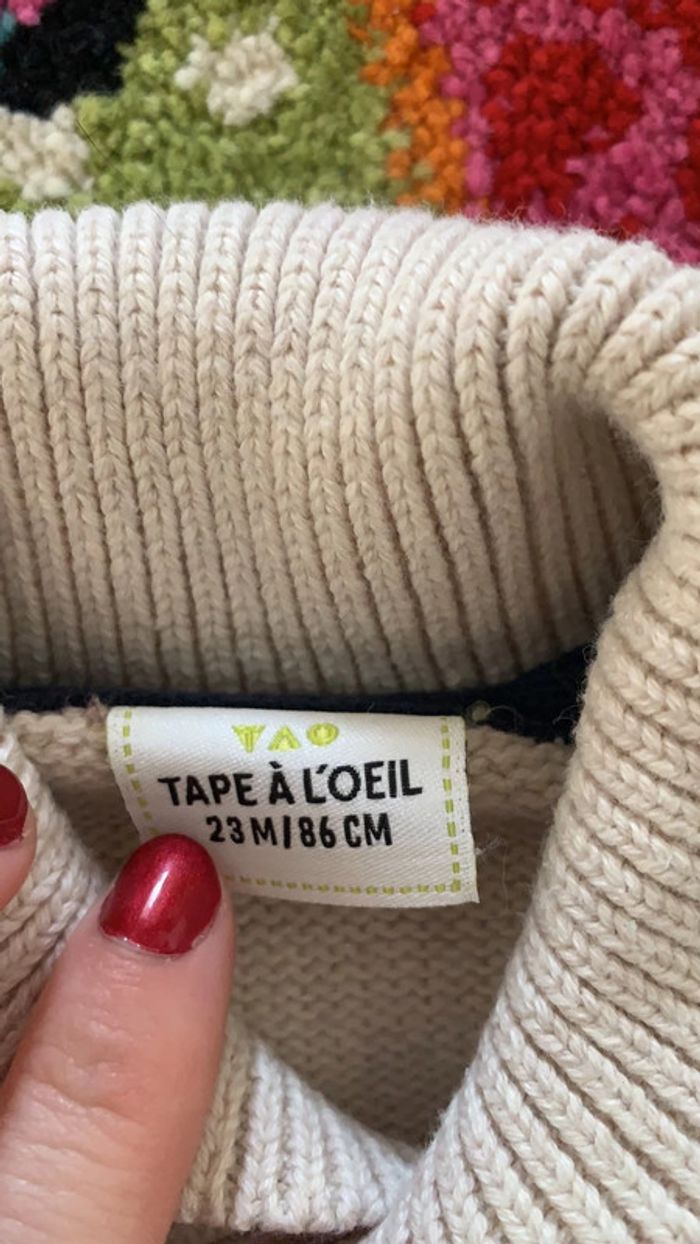 TAO
TAPE À L'OEIL
23M/86CM